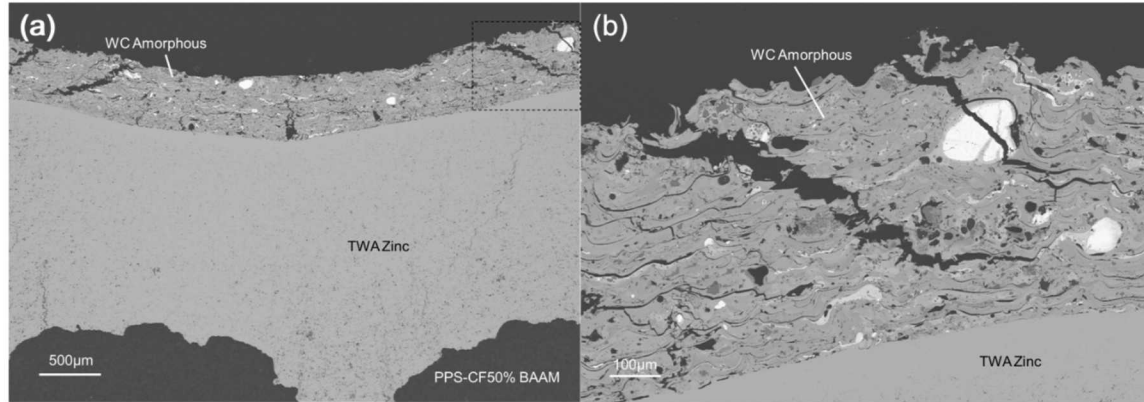 (a)
WC Amorphous
TWA Zinc
500μm
PPS-CF50% BAAM
(b)
WC Amorphous
TWA Zinc
100μm